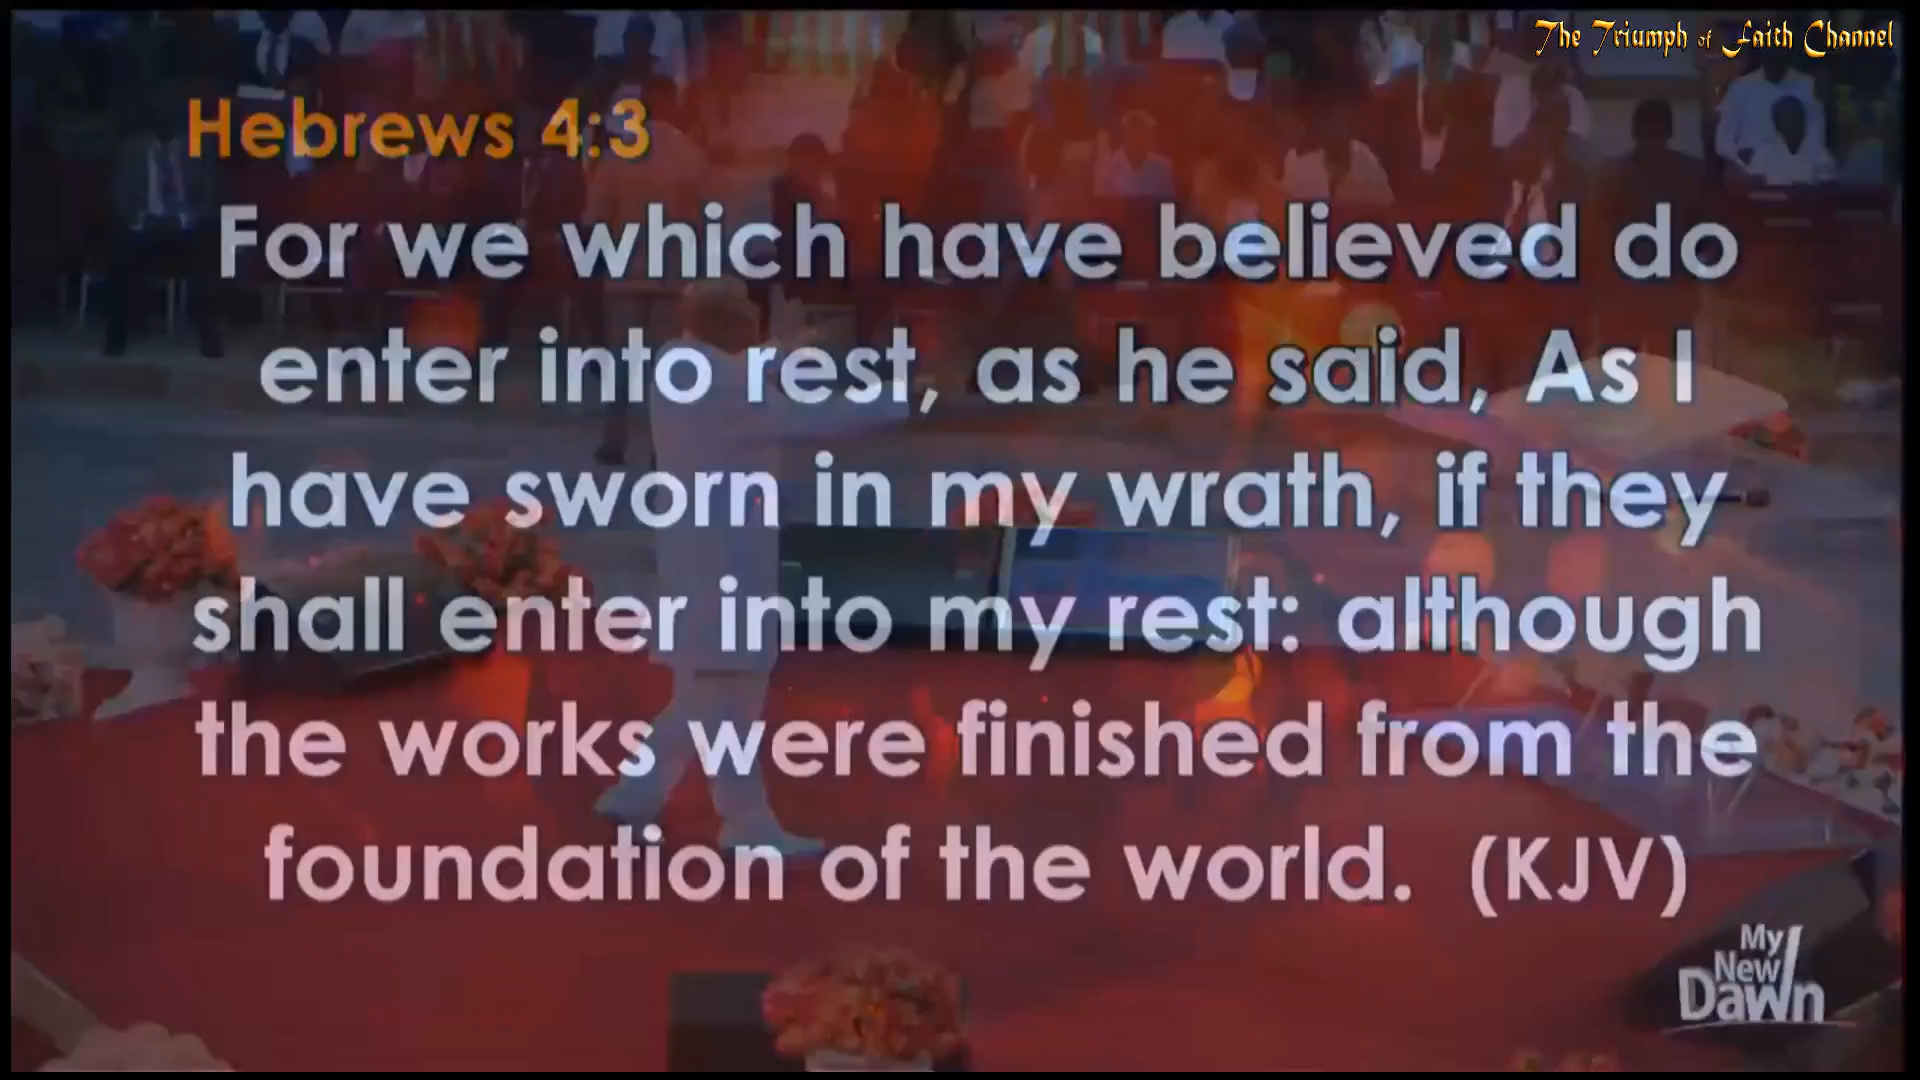 The Triumph of Faith Channel
Hebrews 4:3
For we which have believed do
enter into rest, as he said, As I
have sworn in my wrath, if they
shall enter into my rest: although
the works were finished from the
foundation of the world. (KJV)
My
New
Dawn